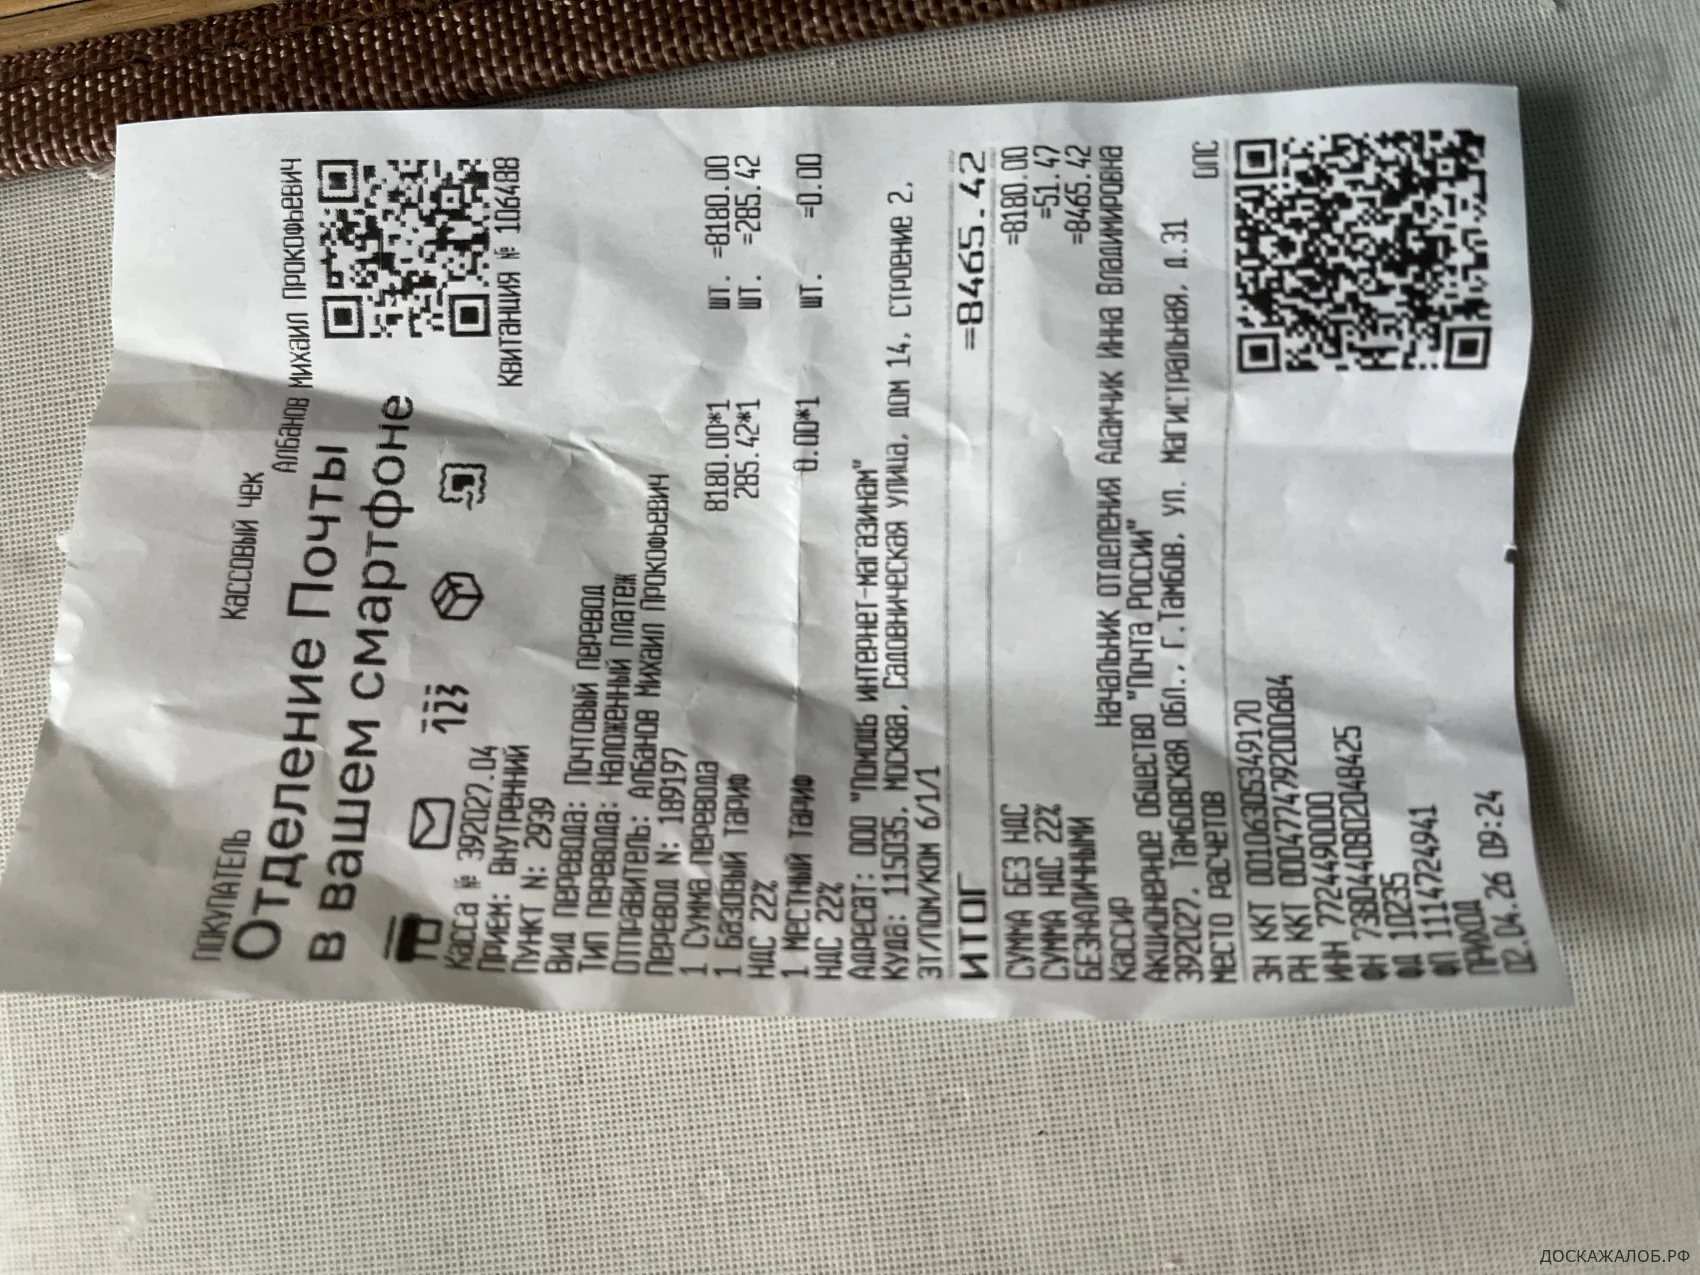 Кассовый чек
ПОКУПАТЕЛЬ Албанов Михаил Прокофьевич
Отделение Почты
в вашем смартфоне
123
Касса № 392027.04 Квитанция № 106488
Прием: Внутренний
Пункт N: 2939
Вид перевода: Почтовый перевод
Тип перевода: Наложенный платеж
Отправитель: Албанов Михаил Прокофьевич
Перевод N: 189197
1 Сумма перевода 8180.00*1 шт. =8180.00
1 Базовый тариф 285.42*1 шт. =285.42
НДС 22%
1 Местный тариф 0.00*1 шт. =0.00
НДС 22%
Адресат: ООО "Помощь интернет-магазинам"
Куда: 115035, Москва, Садовническая улица, дом 14, строение 2,
ЭТ/ПОМ/КОМ 6/1/1
ИТОГ =8465.42
СУММА БЕЗ НДС =8180.00
СУММА НДС 22% =51.47
БЕЗНАЛИЧНЫМИ =8465.42
Кассир Начальник отделения Адамчик Инна Владимировна
Акционерное общество "Почта России"
392027, Тамбовская обл., г.Тамбов, ул. Магистральная, д.31
Место расчетов ОПС
ЗН ККТ 00106305349170
РН ККТ 0004774792000684
ИНН 7724490000
ФН 7380440802048425
ФД 10235
ФП 1114724941
ПРИХОД
02.04.26 09:24
ДОСКАЖАЛОБ.РФ